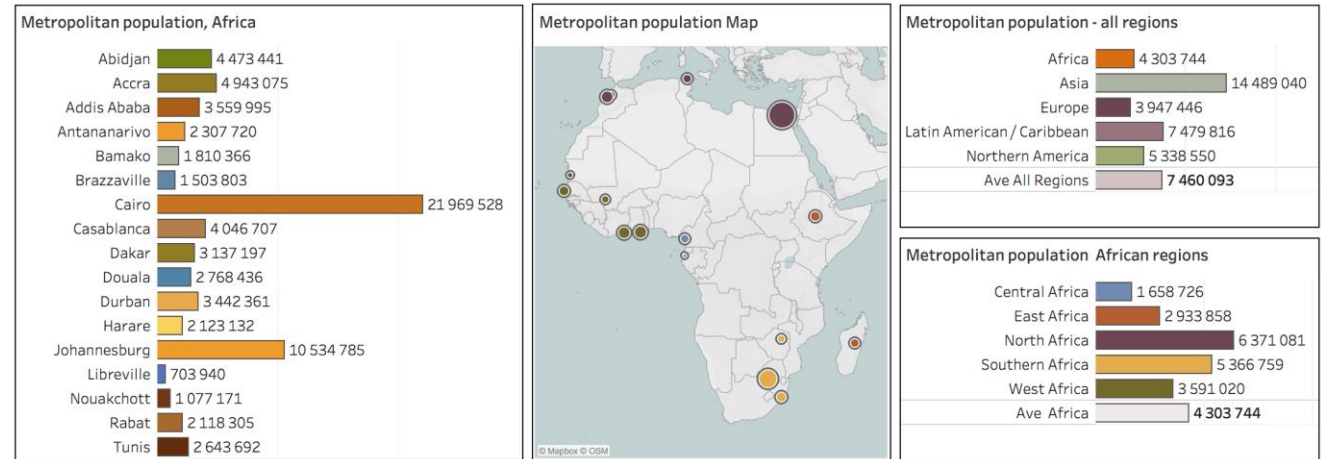 Metropolitan population, Africa
Abidjan 4 473 441
Accra 4 943 075
Addis Ababa 3 559 995
Antananarivo 2 307 720
Bamako 1 810 366
Brazzaville 1 503 803
Cairo 21 969 528
Casablanca 4 046 707
Dakar 3 137 197
Douala 2 768 436
Durban 3 442 361
Harare 2 123 132
Johannesburg 10 534 785
Libreville 703 940
Nouakchott 1 077 171
Rabat 2 118 305
Tunis 2 643 692
Metropolitan population Map
© Mapbox © OSM
Metropolitan population - all regions
Africa 4 303 744
Asia 14 489 040
Europe 3 947 446
Latin American / Caribbean 7 479 816
Northern America 5 338 550
Ave All Regions 7 460 093
Metropolitan population African regions
Central Africa 1 658 726
East Africa 2 933 858
North Africa 6 371 081
Southern Africa 5 366 759
West Africa 3 591 020
Ave Africa 4 303 744